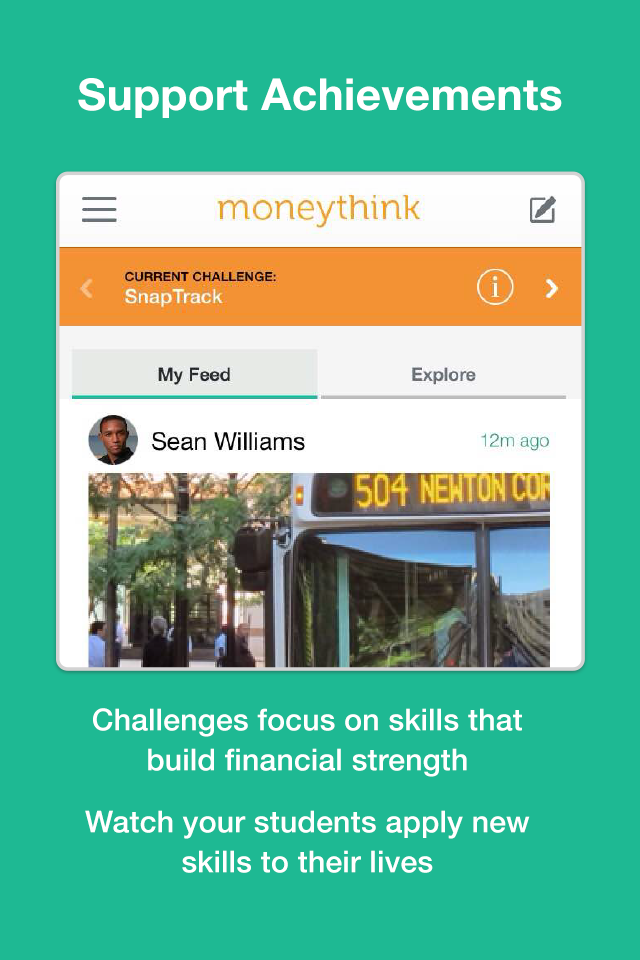 Support Achievements
moneythink
CURRENT CHALLENGE:
SnapTrack
i
My Feed
Explore
Sean Williams
12m ago
504 NEWTON COR
Challenges focus on skills that
build financial strength
Watch your students apply new
skills to their lives